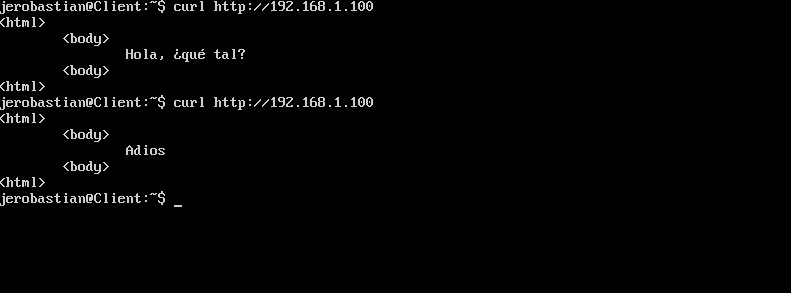 jerobastian@Client:~$ curl http://192.168.1.100
<html>
<body>
Hola, ¿qué tal?
<body>
<html>
jerobastian@Client:~$ curl http://192.168.1.100
<html>
<body>
Adios
<body>
<html>
jerobastian@Client:~$ _